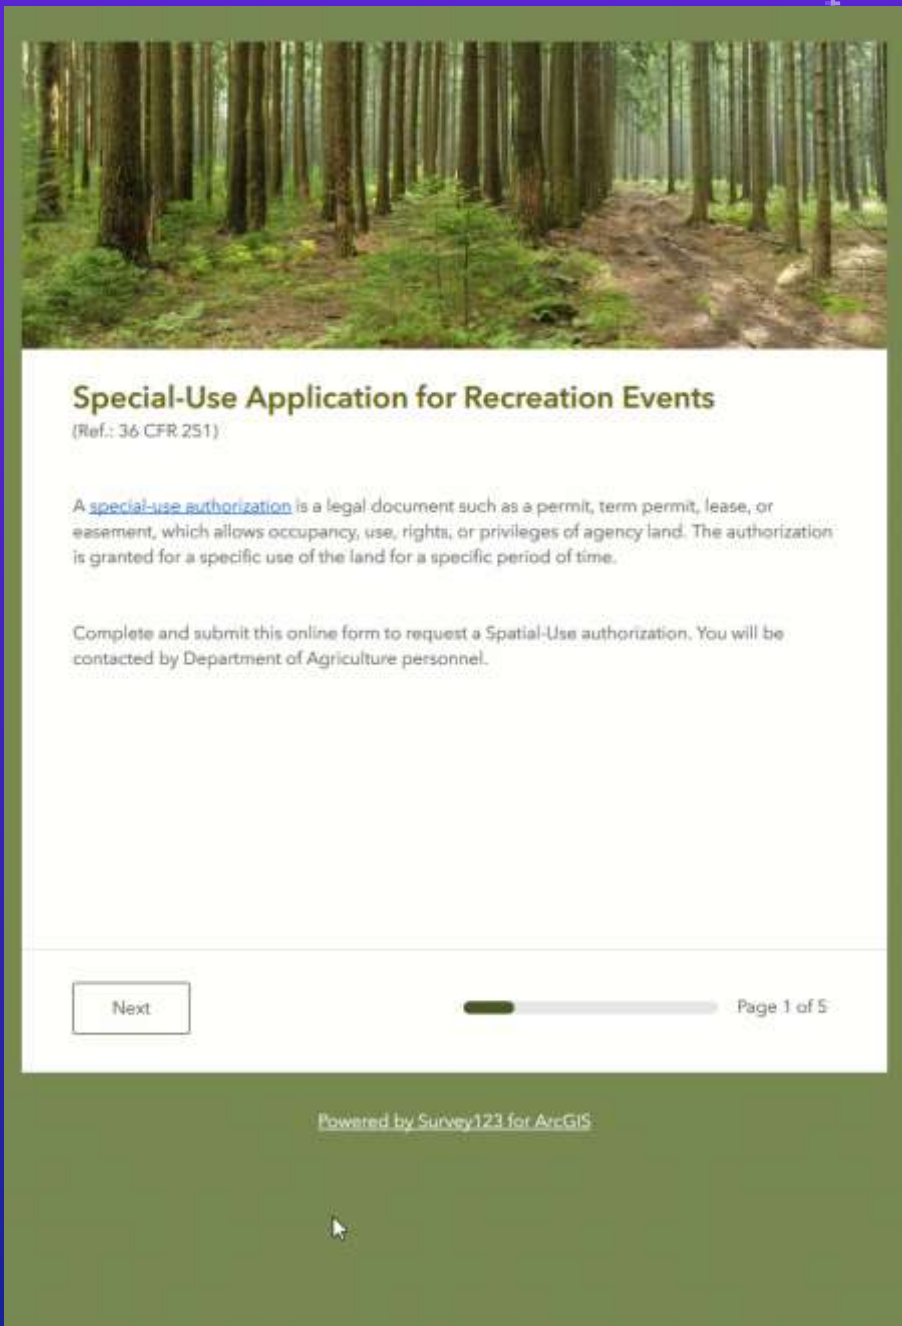 Special-Use Application for Recreation Events
(Ref.: 36 CFR 251)
A special-use authorization is a legal document such as a permit, term permit, lease, or
easement, which allows occupancy, use, rights, or privileges of agency land. The authorization
is granted for a specific use of the land for a specific period of time.
Complete and submit this online form to request a Spatial-Use authorization. You will be
contacted by Department of Agriculture personnel.
Next
Page 1 of 5
Powered by Survey123 for ArcGIS